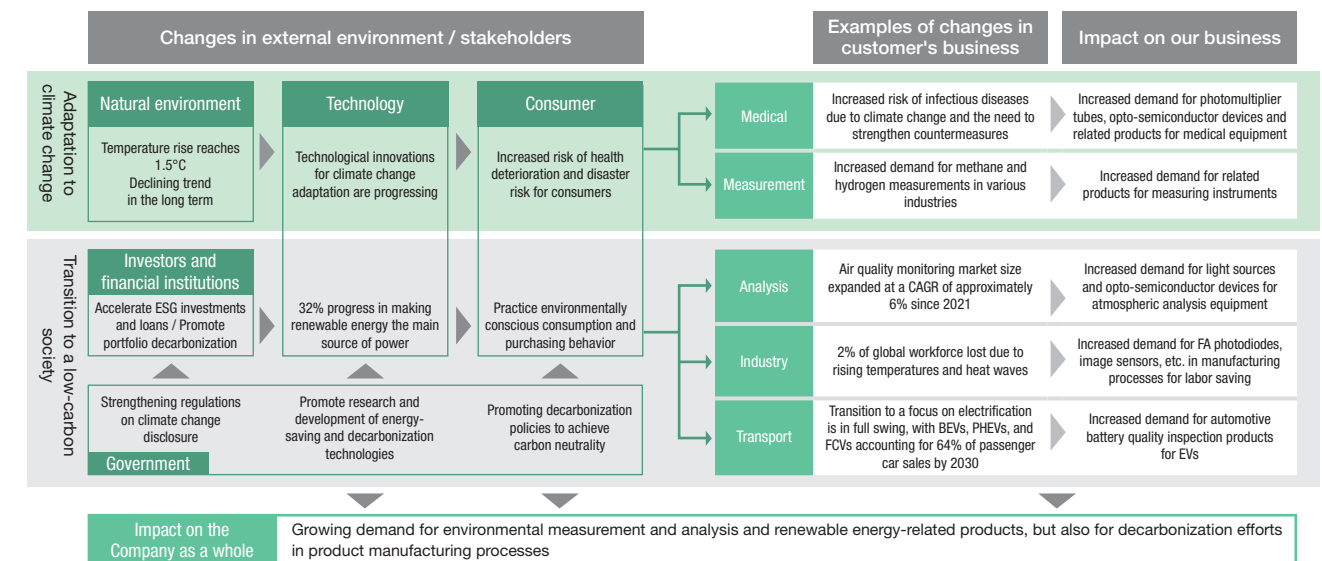 Changes in external environment / stakeholders
Examples of changes in
customer's business
Impact on our business
Adaptation to
climate change
Natural environment
Temperature rise reaches
1.5°C
Declining trend
in the long term
Technology
Technological innovations
for climate change
adaptation are progressing
Consumer
Increased risk of health
deterioration and disaster
risk for consumers
Medical
Increased risk of infectious diseases
due to climate change and the need to
strengthen countermeasures
Increased demand for photomultiplier
tubes, opto-semiconductor devices and
related products for medical equipment
Measurement
Increased demand for methane and
hydrogen measurements in various
industries
Increased demand for related
products for measuring instruments
Transition to a low-carbon
society
Investors and
financial institutions
Accelerate ESG investments
and loans / Promote
portfolio decarbonization
32% progress in making
renewable energy the main
source of power
Practice environmentally
conscious consumption and
purchasing behavior
Strengthening regulations
on climate change
disclosure
Promote research and
development of energy-
saving and decarbonization
technologies
Promoting decarbonization
policies to achieve
carbon neutrality
Government
Analysis
Air quality monitoring market size
expanded at a CAGR of approximately
6% since 2021
Increased demand for light sources
and opto-semiconductor devices for
atmospheric analysis equipment
Industry
2% of global workforce lost due to
rising temperatures and heat waves
Increased demand for FA photodiodes,
image sensors, etc. in manufacturing
processes for labor saving
Transport
Transition to a focus on electrification
is in full swing, with BEVs, PHEVs, and
FCVs accounting for 64% of passenger
car sales by 2030
Increased demand for automotive
battery quality inspection products
for EVs
Impact on the
Company as a whole
Growing demand for environmental measurement and analysis and renewable energy-related products, but also for decarbonization efforts
in product manufacturing processes